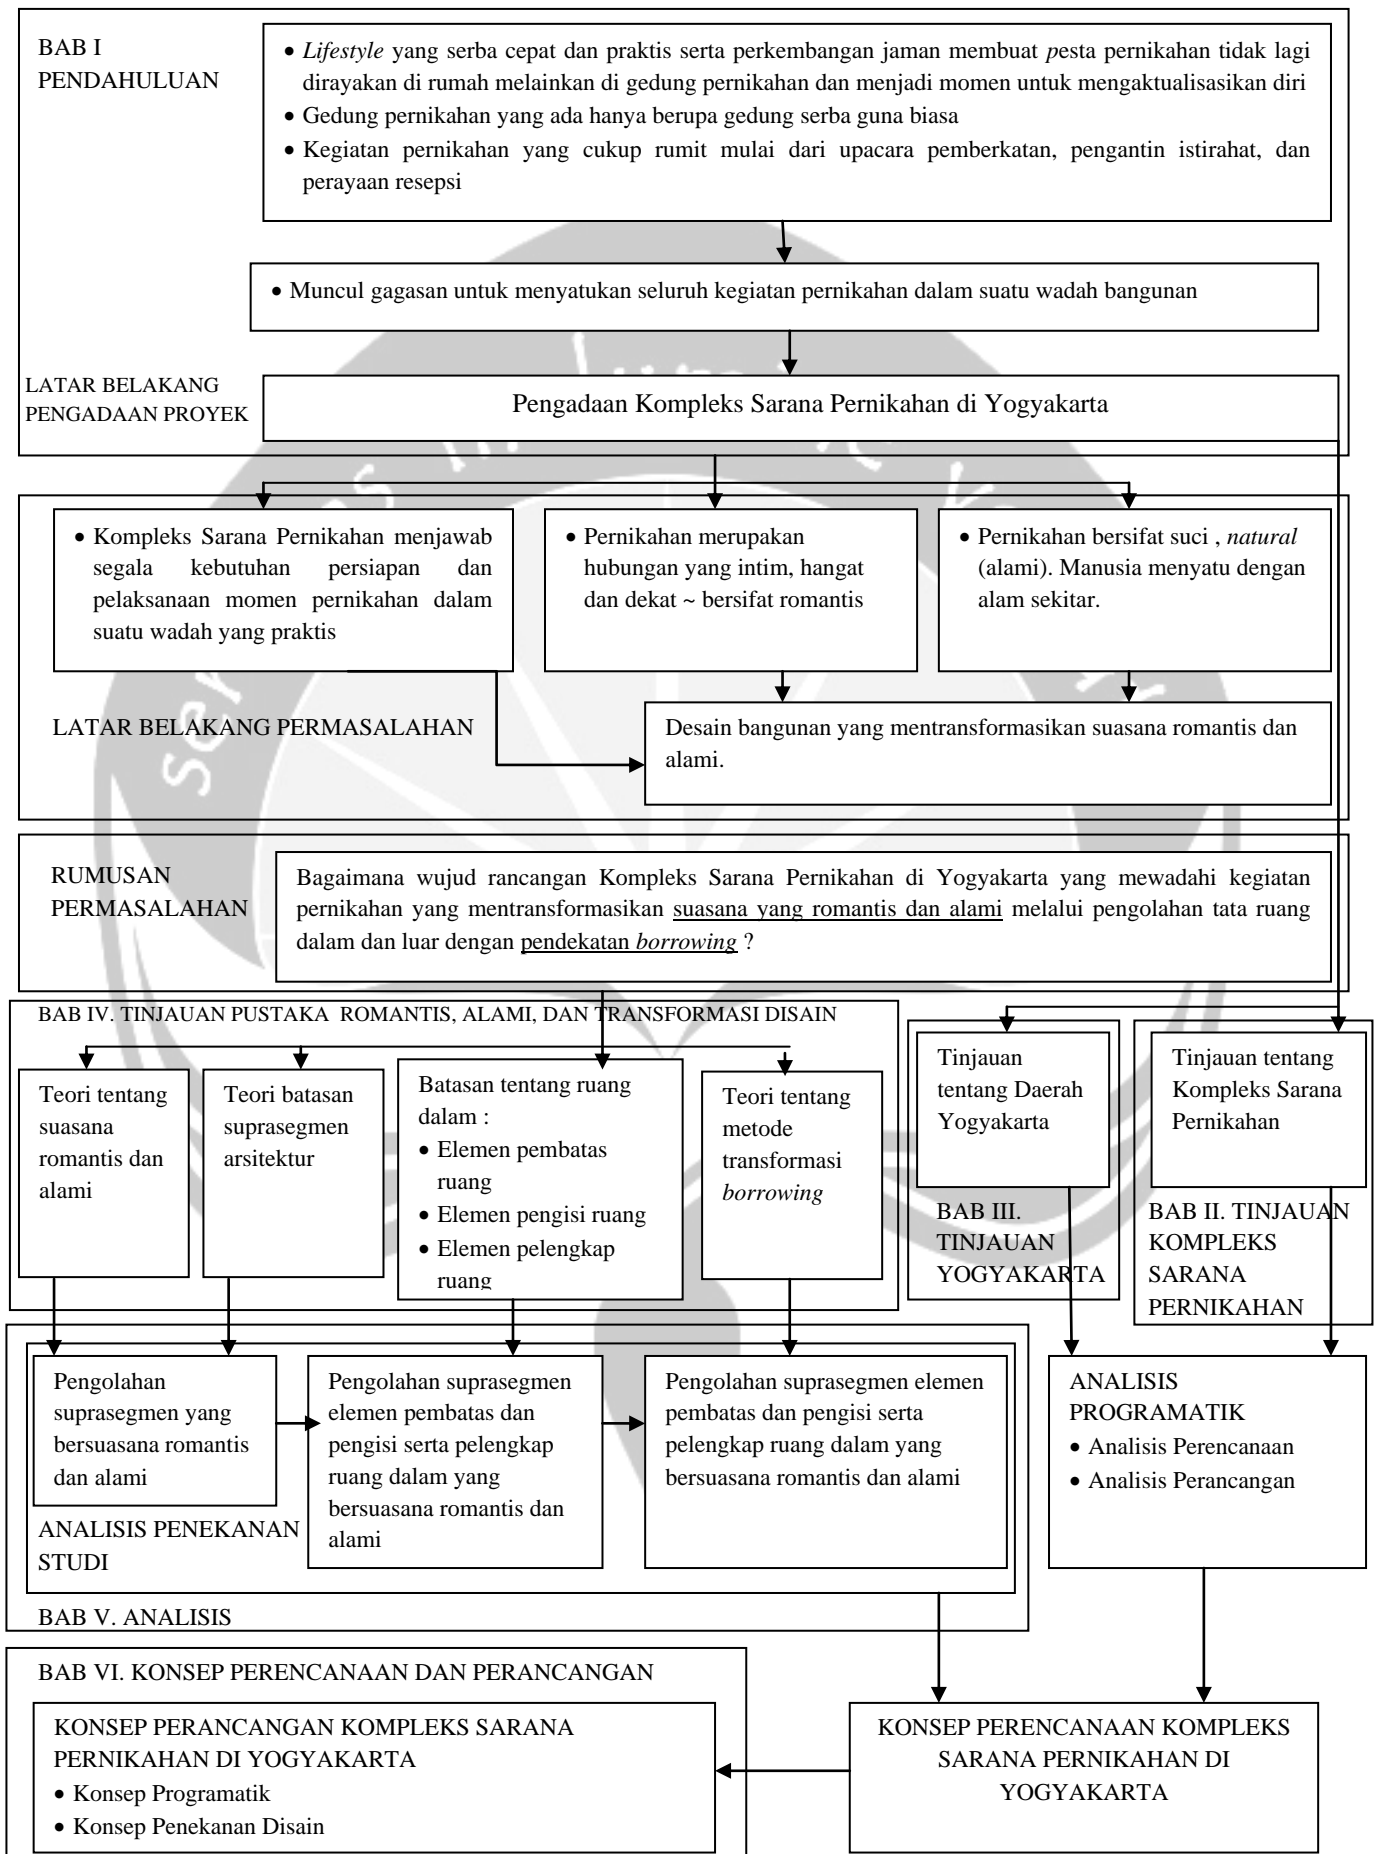 BAB I
PENDAHULUAN
• Lifestyle yang serba cepat dan praktis serta perkembangan jaman membuat pesta pernikahan tidak lagi
dirayakan di rumah melainkan di gedung pernikahan dan menjadi momen untuk mengaktualisasikan diri
• Gedung pernikahan yang ada hanya berupa gedung serba guna biasa
• Kegiatan pernikahan yang cukup rumit mulai dari upacara pemberkatan, pengantin istirahat, dan
perayaan resepsi
• Muncul gagasan untuk menyatukan seluruh kegiatan pernikahan dalam suatu wadah bangunan
LATAR BELAKANG
PENGADAAN PROYEK
Pengadaan Kompleks Sarana Pernikahan di Yogyakarta
• Kompleks Sarana Pernikahan menjawab
segala kebutuhan persiapan dan
pelaksanaan momen pernikahan dalam
suatu wadah yang praktis
• Pernikahan merupakan
hubungan yang intim, hangat
dan dekat ~ bersifat romantis
• Pernikahan bersifat suci , natural
(alami). Manusia menyatu dengan
alam sekitar.
LATAR BELAKANG PERMASALAHAN
Desain bangunan yang mentransformasikan suasana romantis dan
alami.
RUMUSAN
PERMASALAHAN
Bagaimana wujud rancangan Kompleks Sarana Pernikahan di Yogyakarta yang mewadahi kegiatan
pernikahan yang mentransformasikan suasana yang romantis dan alami melalui pengolahan tata ruang
dalam dan luar dengan pendekatan borrowing ?
BAB IV. TINJAUAN PUSTAKA ROMANTIS, ALAMI, DAN TRANSFORMASI DISAIN
Teori tentang
suasana
romantis dan
alami
Teori batasan
suprasegmen
arsitektur
Batasan tentang ruang
dalam :
• Elemen pembatas
ruang
• Elemen pengisi ruang
• Elemen pelengkap
ruang
Teori tentang
metode
transformasi
borrowing
Tinjauan
tentang Daerah
Yogyakarta
BAB III.
TINJAUAN
YOGYAKARTA
Tinjauan tentang
Kompleks Sarana
Pernikahan
BAB II. TINJAUAN
KOMPLEKS
SARANA
PERNIKAHAN
Pengolahan
suprasegmen yang
bersuasana romantis
dan alami
Pengolahan suprasegmen
elemen pembatas dan
pengisi serta pelengkap
ruang dalam yang
bersuasana romantis dan
alami
Pengolahan suprasegmen elemen
pembatas dan pengisi serta
pelengkap ruang dalam yang
bersuasana romantis dan alami
ANALISIS PENEKANAN
STUDI
BAB V. ANALISIS
ANALISIS
PROGRAMATIK
• Analisis Perencanaan
• Analisis Perancangan
BAB VI. KONSEP PERENCANAAN DAN PERANCANGAN
KONSEP PERANCANGAN KOMPLEKS SARANA
PERNIKAHAN DI YOGYAKARTA
• Konsep Programatik
• Konsep Penekanan Disain
KONSEP PERENCANAAN KOMPLEKS
SARANA PERNIKAHAN DI
YOGYAKARTA